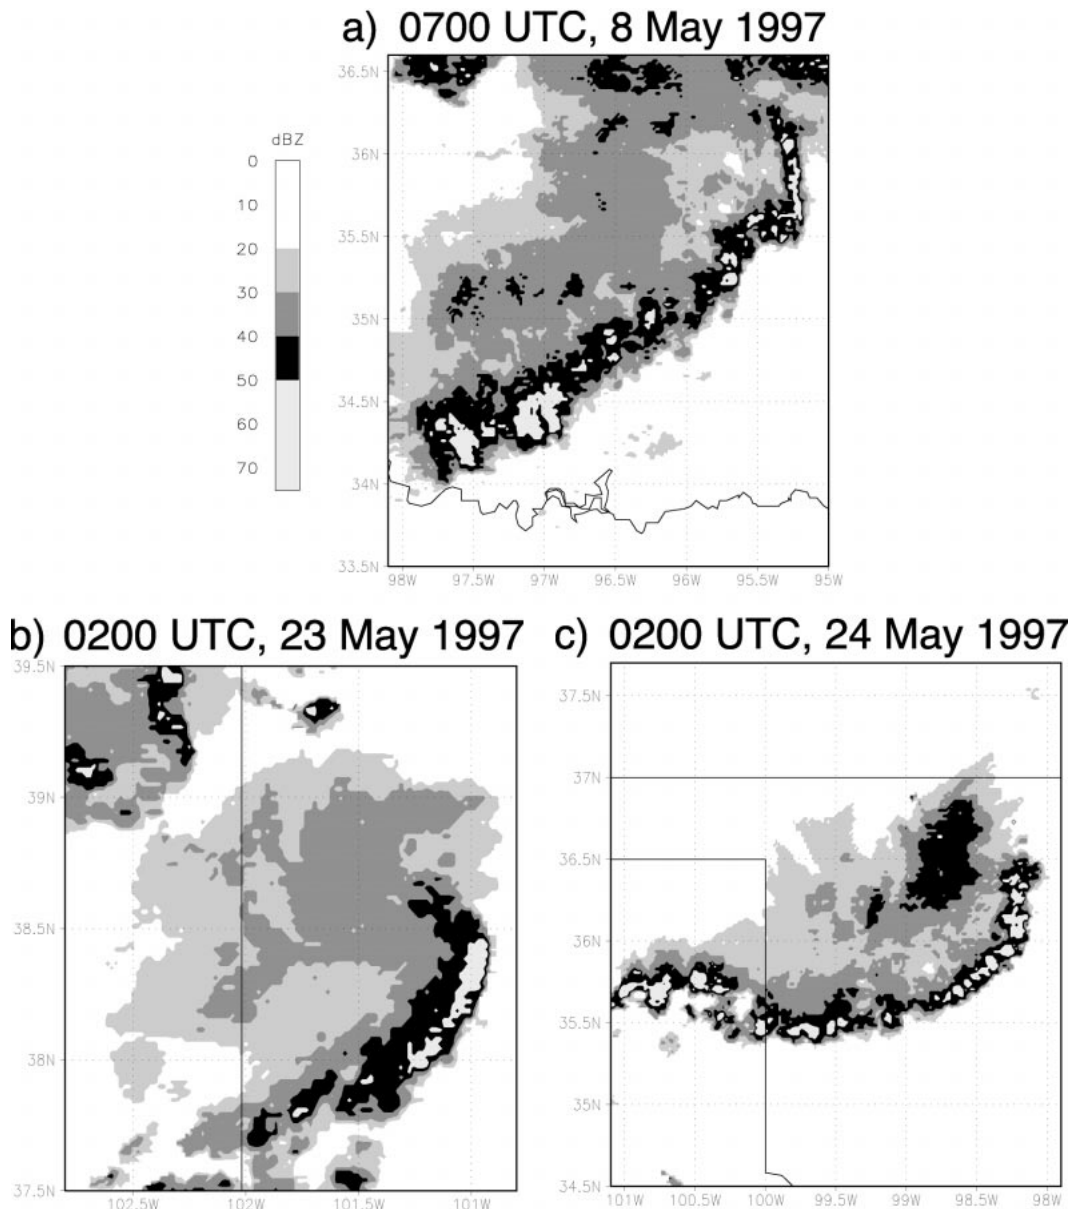 a) 0700 UTC, 8 May 1997
dBZ
0
10
20
30
40
50
60
70
36.5N
36N
35.5N
35N
34.5N
34N
33.5N
98W 97.5W 97W 96.5W 96W 95.5W 95W
b) 0200 UTC, 23 May 1997
39.5N
39N
38.5N
38N
37.5N
102.5W 102W 101.5W 101W
c) 0200 UTC, 24 May 1997
37.5N
37N
36.5N
36N
35.5N
35N
34.5N
101W 100.5W 100W 99.5W 99W 98.5W 98W